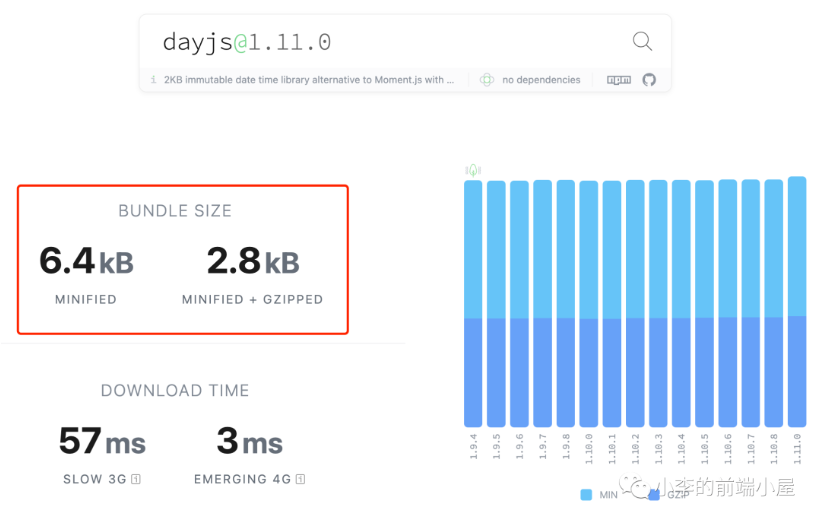 dayjs@1.11.0
2KB immutable date time library alternative to Moment.js with ...
no dependencies
npm
BUNDLE SIZE
6.4 kB
2.8 kB
MINIFIED
MINIFIED + GZIPPED
DOWNLOAD TIME
57 ms
3 ms
SLOW 3G
EMERGING 4G
1.9.4
1.9.5
1.9.6
1.9.7
1.9.8
1.10.0
1.10.1
1.10.2
1.10.3
1.10.4
1.10.5
1.10.6
1.10.7
1.10.8
1.11.0
MIN
GZIP
小李的前端小屋